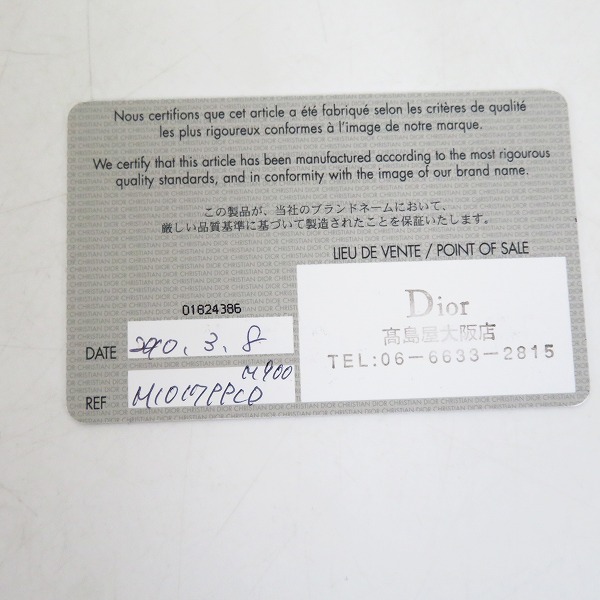 Nous certifions que cet article a été fabriqué selon les critères de qualité
les plus rigoureux conformes à l'image de notre marque.
We certify that this article has been manufactured according to the most rigourous
quality standards, and in conformity with the image of our brand name.
この製品が、当社のブランドネームにおいて、
厳しい品質基準に基づいて製造されたことを保証いたします。
LIEU DE VENTE / POINT OF SALE
Dior
髙島屋大阪店
TEL:06-6633-2815
01824386
DATE 3. 8
M900
REF M1017PPCD